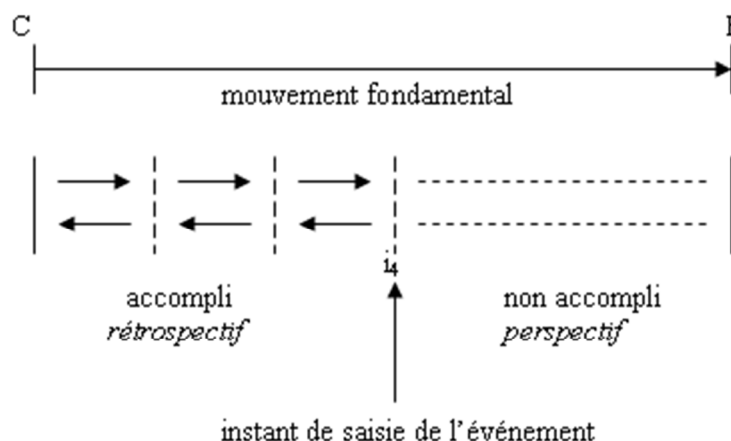 C
mouvement fondamental
i4
accompli non accompli
rétrospectif perspectif
instant de saisie de l'événement